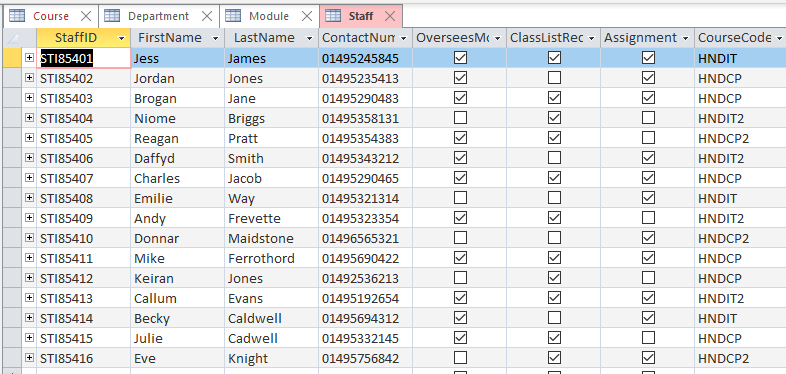 Course Department Module Staff
StaffID FirstName LastName ContactNum OverseesMo ClassListRec Assignment CourseCode
STI85401 Jess James 01495245845 HNDIT
STI85402 Jordan Jones 01495235413 HNDCP
STI85403 Brogan Jane 01495290483 HNDCP
STI85404 Niome Briggs 01495358131 HNDIT2
STI85405 Reagan Pratt 01495354383 HNDCP2
STI85406 Daffyd Smith 01495343212 HNDIT2
STI85407 Charles Jacob 01495290465 HNDCP
STI85408 Emilie Way 01495321314 HNDIT
STI85409 Andy Frevette 01495323354 HNDIT2
STI85410 Donnar Maidstone 01496565321 HNDCP2
STI85411 Mike Ferrothord 01495690422 HNDCP
STI85412 Keiran Jones 01492536213 HNDCP
STI85413 Callum Evans 01495192654 HNDIT2
STI85414 Becky Caldwell 01495694312 HNDIT
STI85415 Julie Cadwell 01495332145 HNDCP
STI85416 Eve Knight 01495756842 HNDCP2